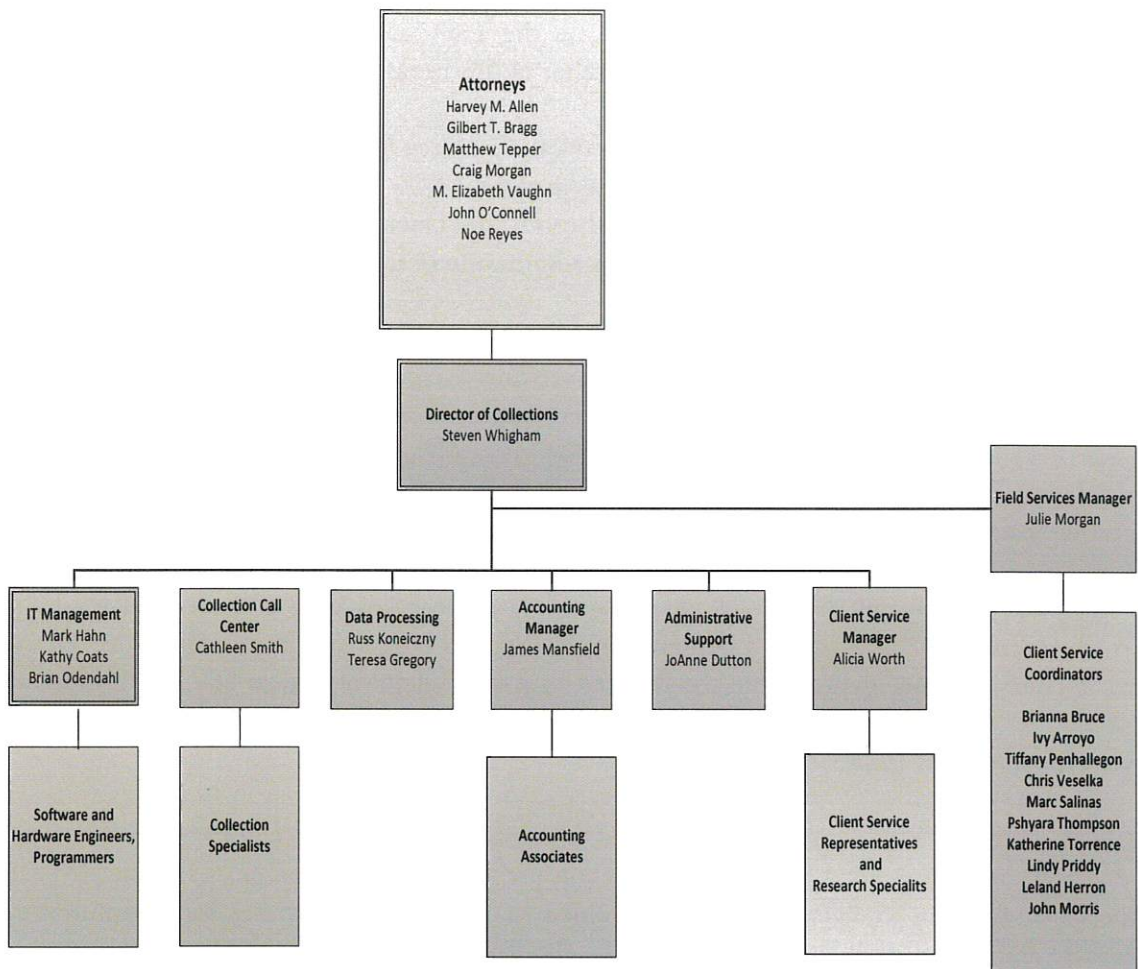 Attorneys
Harvey M. Allen
Gilbert T. Bragg
Matthew Tepper
Craig Morgan
M. Elizabeth Vaughn
John O'Connell
Noe Reyes
Director of Collections
Steven Whigham
Field Services Manager
Julie Morgan
IT Management
Mark Hahn
Kathy Coats
Brian Odendahl
Collection Call
Center
Cathleen Smith
Data Processing
Russ Koneiczny
Teresa Gregory
Accounting
Manager
James Mansfield
Administrative
Support
JoAnne Dutton
Client Service
Manager
Alicia Worth
Software and
Hardware Engineers,
Programmers
Collection
Specialists
Accounting
Associates
Client Service
Representatives
and
Research Specialits
Client Service
Coordinators
Brianna Bruce
Ivy Arroyo
Tiffany Penhallegon
Chris Veselka
Marc Salinas
Pshyara Thompson
Katherine Torrence
Lindy Priddy
Leland Herron
John Morris